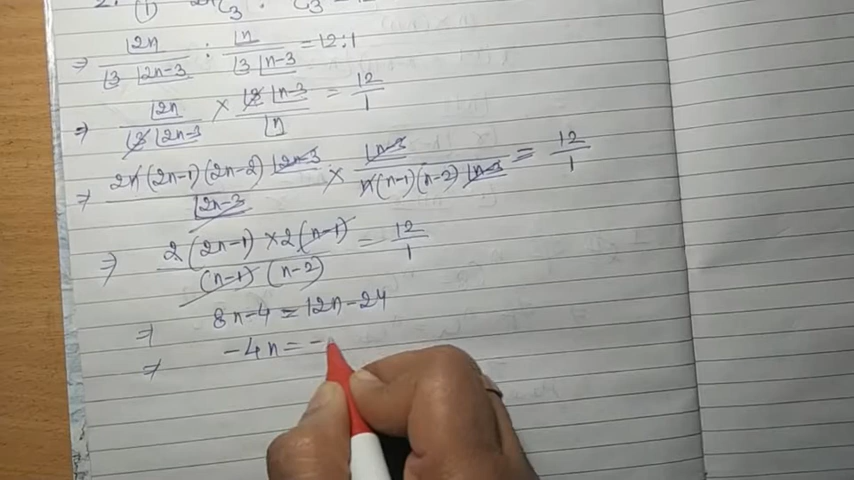 2. (i) 2nC3 : nC3 = 12
⇒ |2n / |3 |2n-3 : |n / |3 |n-3 = 12:1
⇒ |2n / |3 |2n-3 × |3 |n-3 / |n = 12/1
⇒ 2n(2n-1)(2n-2) |2n-3 / |2n-3 × |n-3 / n(n-1)(n-2) |n-3 = 12/1
⇒ 2(2n-1)×2(n-1) / (n-1)(n-2) = 12/1
⇒ 8n-4 = 12n-24
⇒ -4n = -